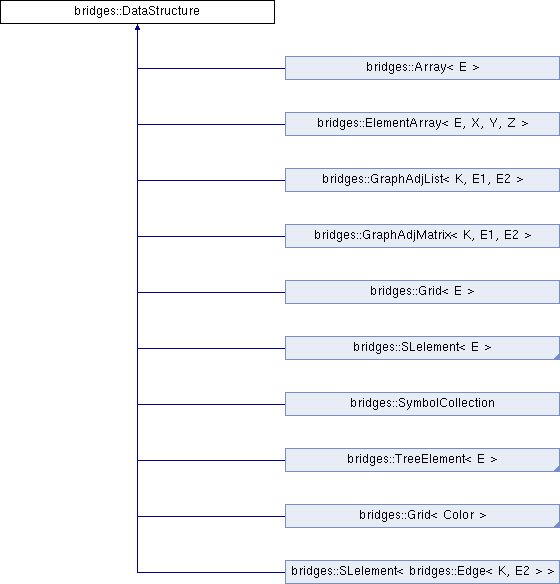 bridges::DataStructure
bridges::Array< E >
bridges::ElementArray< E, X, Y, Z >
bridges::GraphAdjList< K, E1, E2 >
bridges::GraphAdjMatrix< K, E1, E2 >
bridges::Grid< E >
bridges::SLelement< E >
bridges::SymbolCollection
bridges::TreeElement< E >
bridges::Grid< Color >
bridges::SLelement< bridges::Edge< K, E2 > >